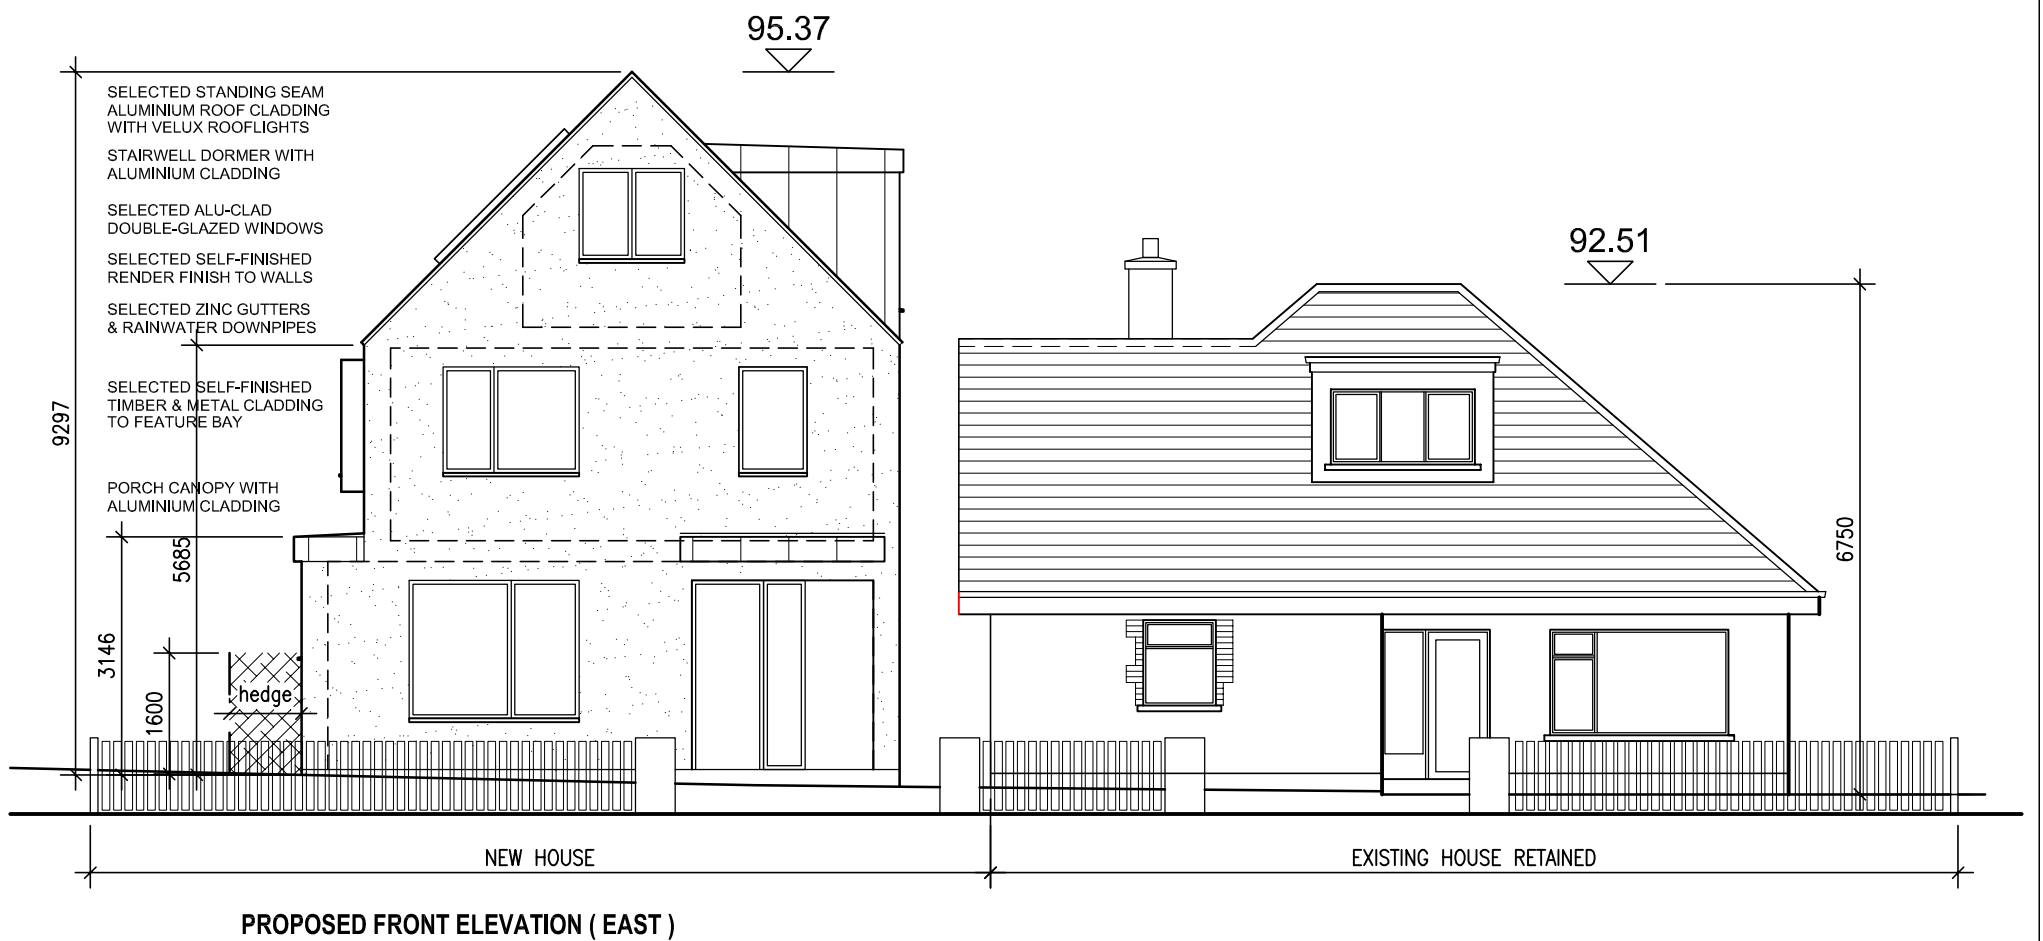 95.37
SELECTED STANDING SEAM
ALUMINIUM ROOF CLADDING
WITH VELUX ROOFLIGHTS
STAIRWELL DORMER WITH
ALUMINIUM CLADDING
SELECTED ALU-CLAD
DOUBLE-GLAZED WINDOWS
SELECTED SELF-FINISHED
RENDER FINISH TO WALLS
SELECTED ZINC GUTTERS
& RAINWATER DOWNPIPES
SELECTED SELF-FINISHED
TIMBER & METAL CLADDING
TO FEATURE BAY
PORCH CANOPY WITH
ALUMINIUM CLADDING
9297
5685
3146
1600
hedge
92.51
6750
NEW HOUSE
EXISTING HOUSE RETAINED
PROPOSED FRONT ELEVATION ( EAST )